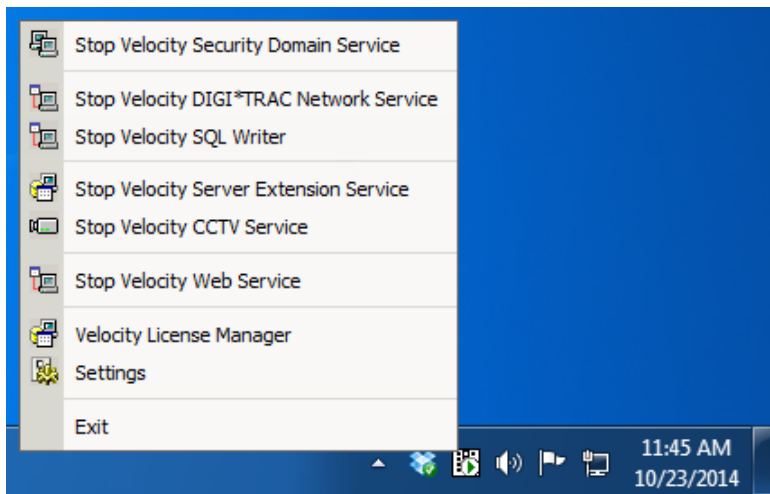 Stop Velocity Security Domain Service
Stop Velocity DIGI*TRAC Network Service
Stop Velocity SQL Writer
Stop Velocity Server Extension Service
Stop Velocity CCTV Service
Stop Velocity Web Service
Velocity License Manager
Settings
Exit
11:45 AM
10/23/2014